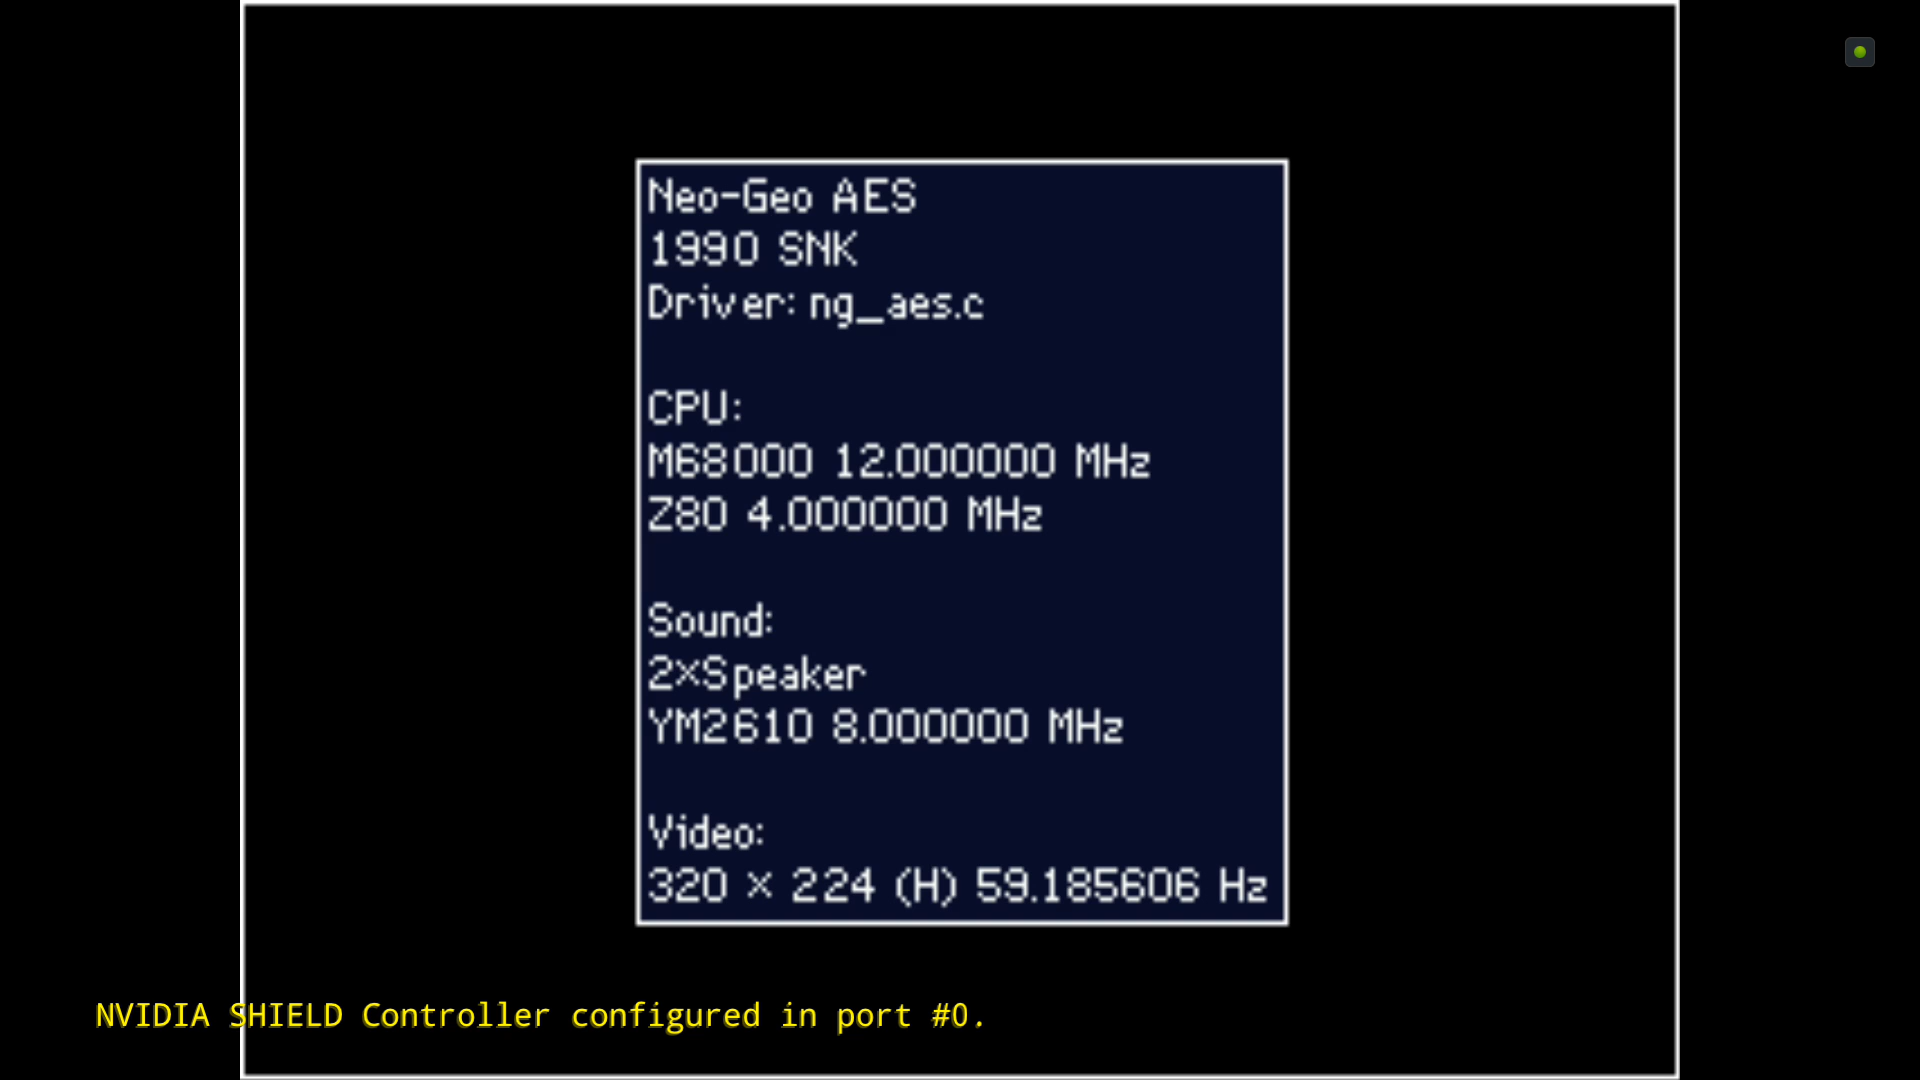 Neo-Geo AES
1990 SNK
Driver: ng_aes.c
CPU:
M68000 12.000000 MHz
Z80 4.000000 MHz
Sound:
2×Speaker
YM2610 8.000000 MHz
Video:
320 × 224 (H) 59.185606 Hz
NVIDIA SHIELD Controller configured in port #0.